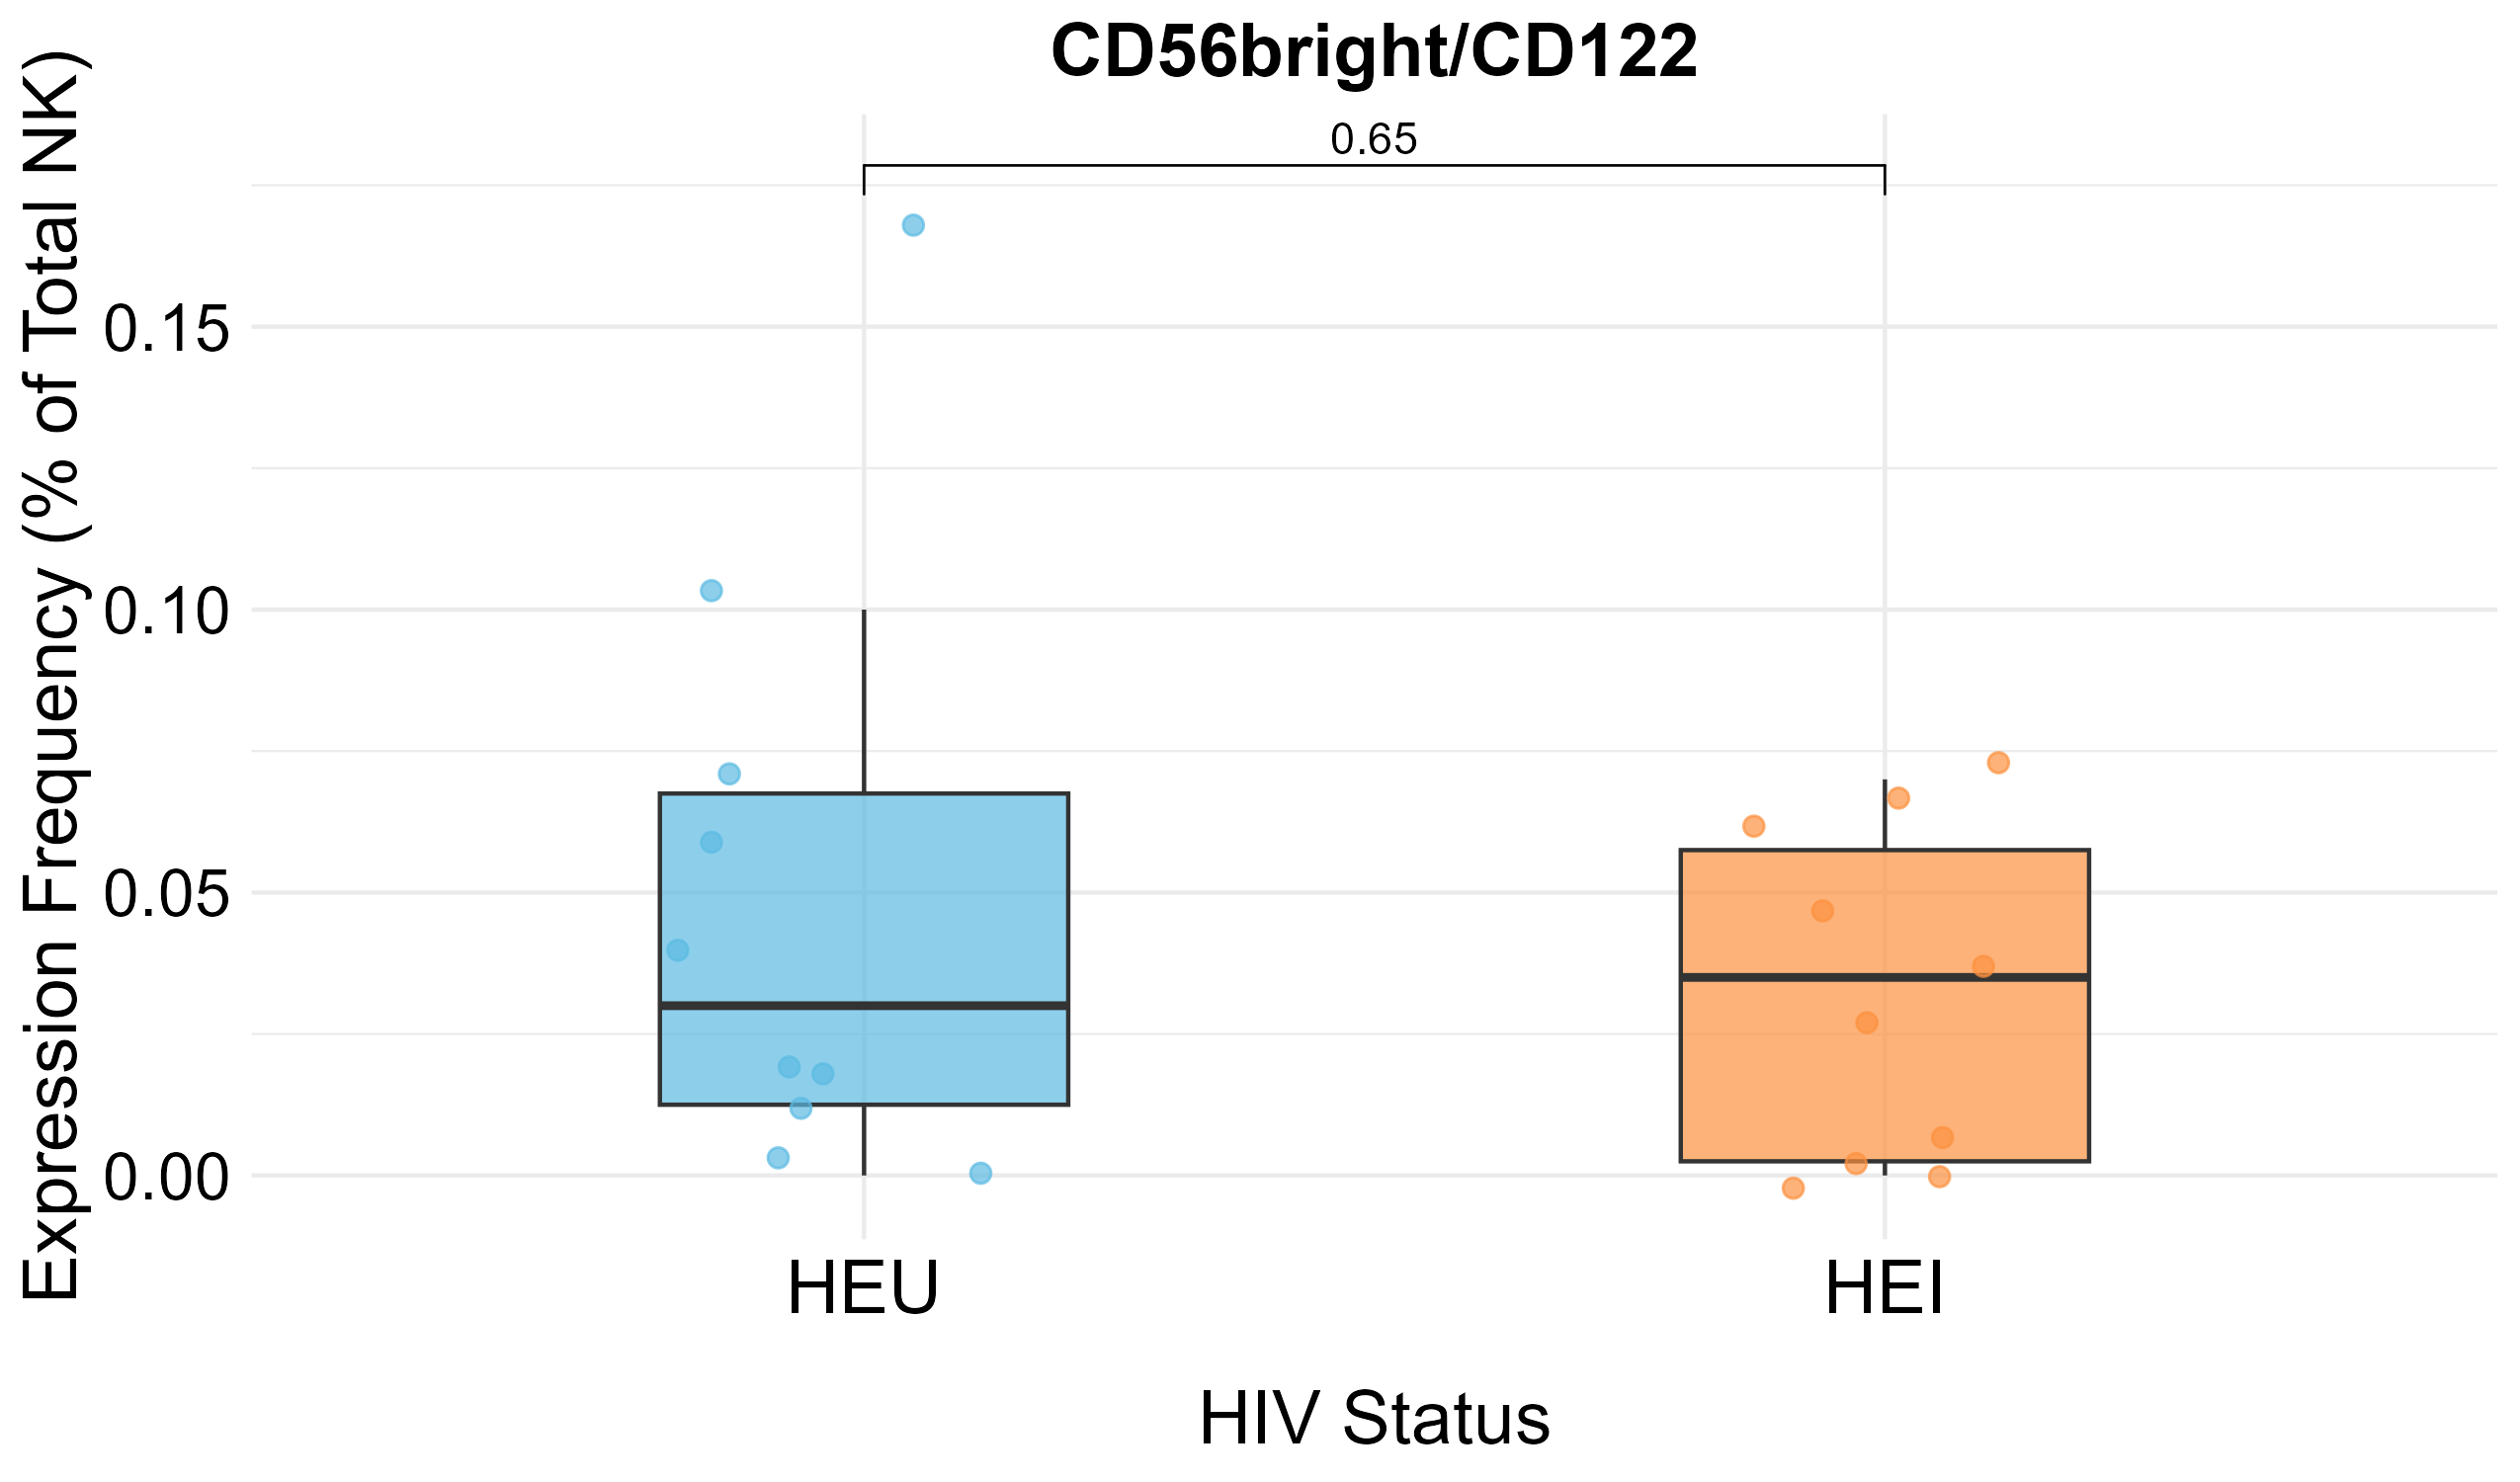 CD56bright/CD122
0.65
Expression Frequency (% of Total NK)
0.15
0.10
0.05
0.00
HEU
HEI
HIV Status